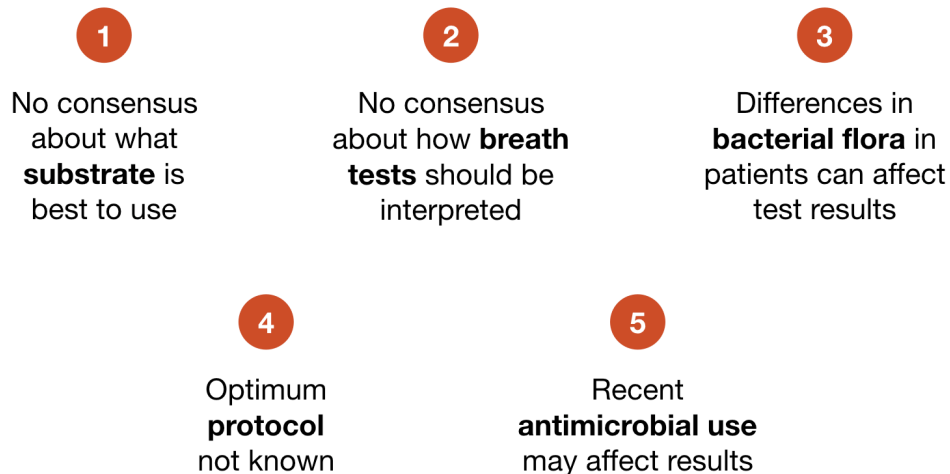 1
No consensus
about what
substrate is
best to use
2
No consensus
about how breath
tests should be
interpreted
3
Differences in
bacterial flora in
patients can affect
test results
4
Optimum
protocol
not known
5
Recent
antimicrobial use
may affect results